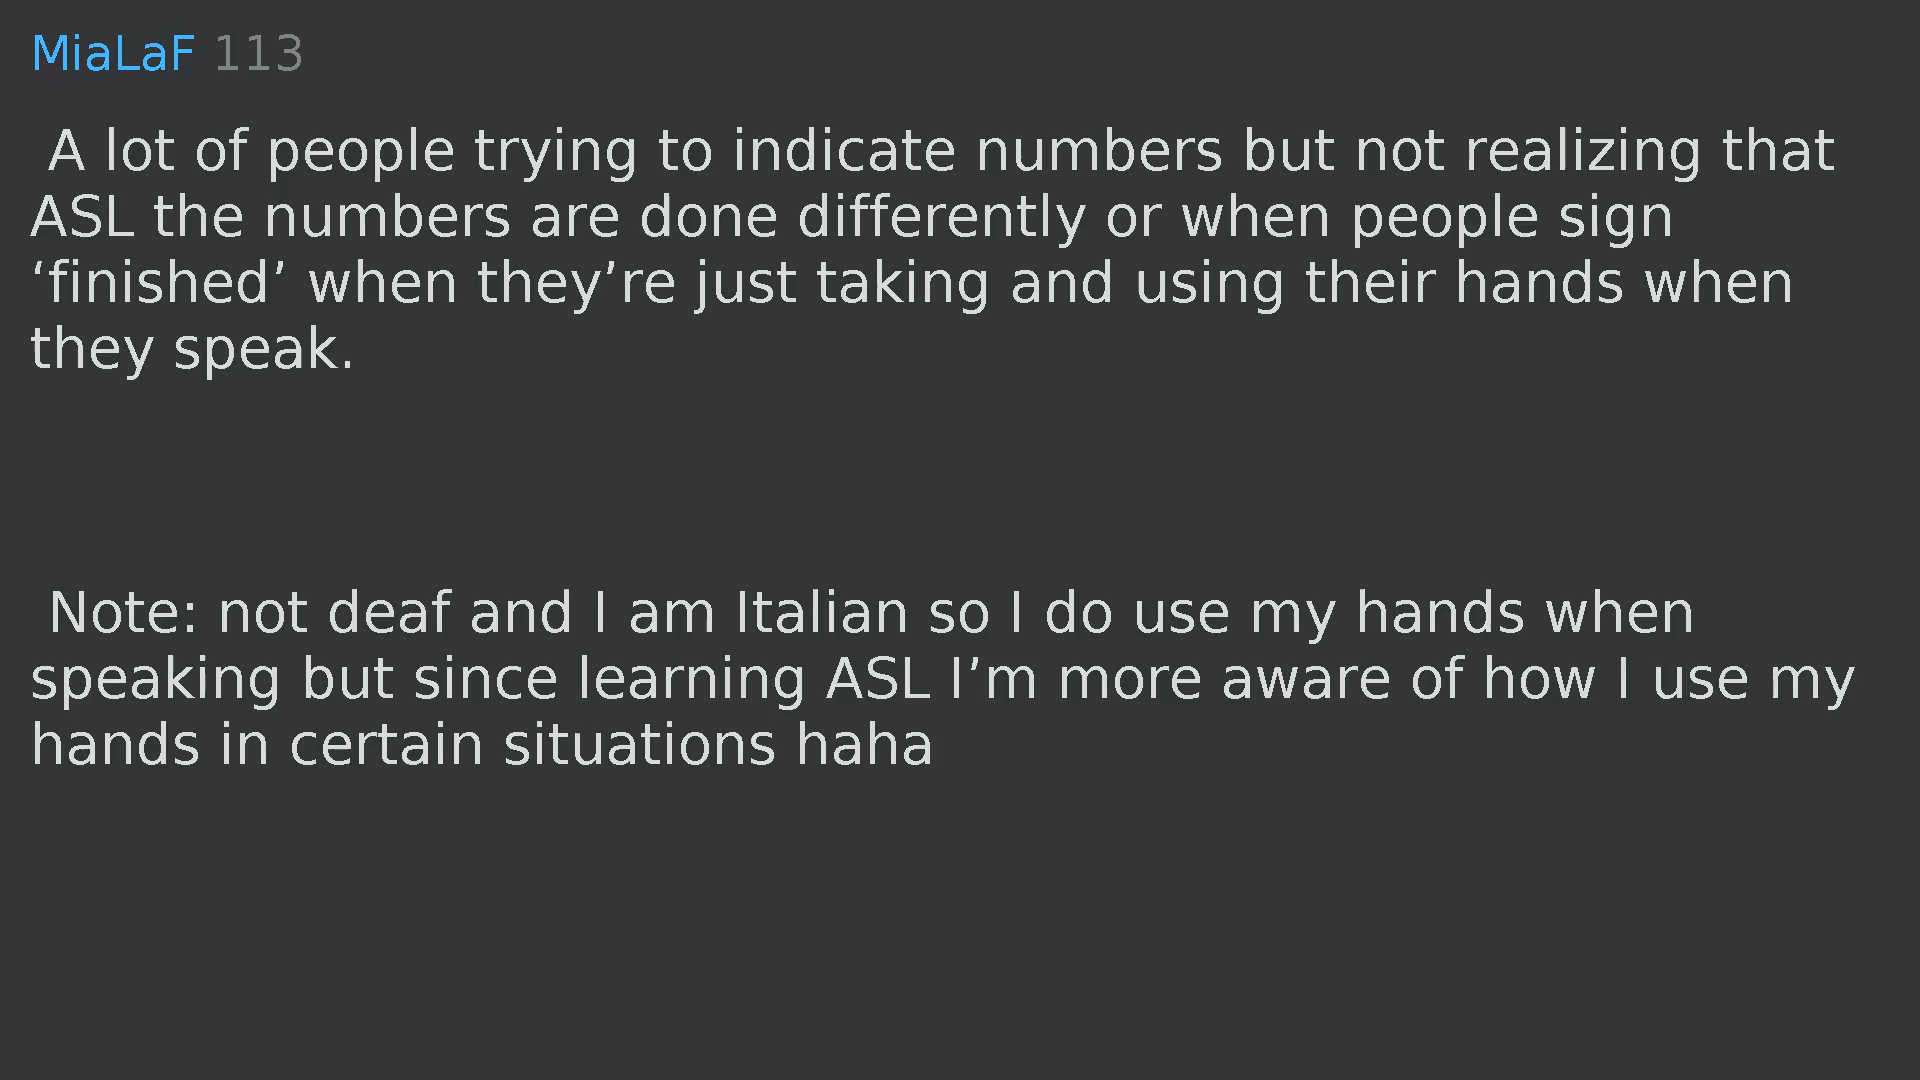 MiaLaF 113
A lot of people trying to indicate numbers but not realizing that
ASL the numbers are done differently or when people sign
‘finished’ when they’re just taking and using their hands when
they speak.
Note: not deaf and I am Italian so I do use my hands when
speaking but since learning ASL I’m more aware of how I use my
hands in certain situations haha